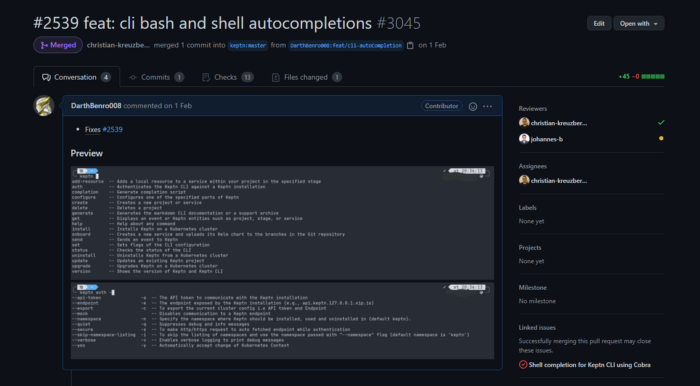 #2539 feat: cli bash and shell autocompletions #3045
Edit
Open with
Merged
christian-kreuzbe... merged 1 commit into keptn:master from DarthBenro008:feat/cli-autocompletion on 1 Feb
Conversation 4
Commits 1
Checks 13
Files changed 1
+45 −0
DarthBenro008 commented on 1 Feb
Contributor
• Fixes #2539
Preview
keptn
add-resource -- Adds a local resource to a service within your project in the specified stage
auth -- Authenticates the Keptn CLI against a Keptn installation
completion -- Generate completion script
configure -- Configures one of the specified parts of Keptn
create -- Creates a new project or service
delete -- Deletes a project
generate -- Generates the markdown CLI documentation or a support archive
get -- Displays an event or Keptn entities such as project, stage, or service
help -- Help about any command
install -- Installs Keptn on a Kubernetes cluster
onboard -- Creates a new service and uploads its Helm chart to the branches in the Git repository
send -- Sends an event to Keptn
set -- Sets flags of the CLI configuration
status -- Checks the status of the CLI
uninstall -- Uninstalls Keptn from a Kubernetes cluster
update -- Updates an existing Keptn project
upgrade -- Upgrades Keptn on a Kubernetes cluster
version -- Shows the version of Keptn and Keptn CLI
keptn auth -
--api-token -a -- The API token to communicate with the Keptn installation
--endpoint -e -- The endpoint exposed by the Keptn installation (e.g., api.keptn.127.0.0.1.xip.io)
--export -x -- To export the current cluster config i.e API token and Endpoint
--mock -- Disables communication to a Keptn endpoint
--namespace -n -- Specify the namespace where Keptn should be installed, used and uninstalled in (default keptn).
--quiet -q -- Suppresses debug and info messages
--secure -s -- To make http/https request to auto fetched endpoint while authentication
--skip-namespace-listing -- To skip the listing of namespaces and use the namespace passed with "--namespace" flag (default namespace is 'keptn')
--verbose -v -- Enables verbose logging to print debug messages
--yes -y -- Automatically accept change of Kubernetes Context
Reviewers
christian-kreuzber...
johannes-b
Assignees
christian-kreuzber...
Labels
None yet
Projects
None yet
Milestone
No milestone
Linked issues
Successfully merging this pull request may close
these issues.
Shell completion for Keptn CLI using Cobra